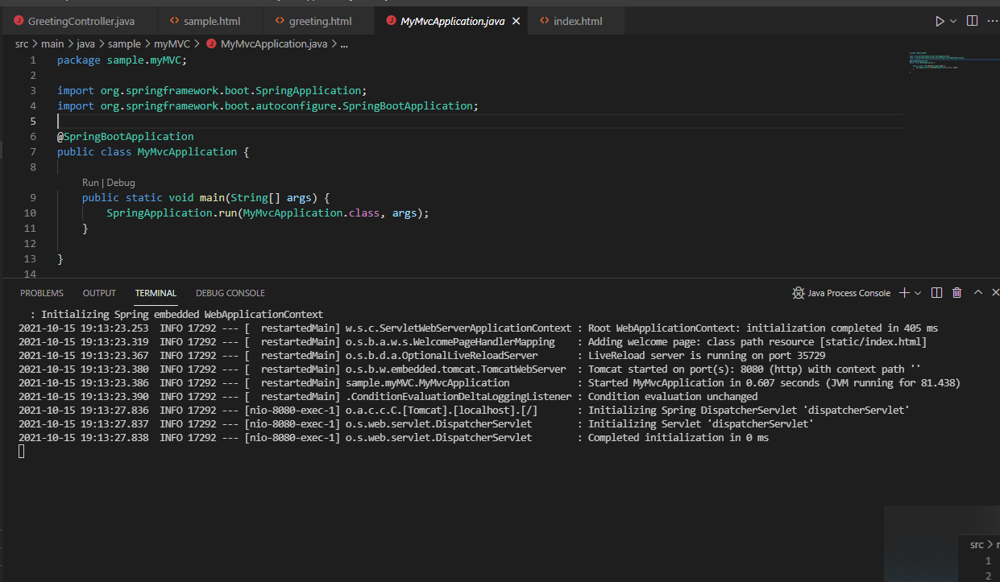 GreetingController.java sample.html greeting.html MyMvcApplication.java index.html
src > main > java > sample > myMVC > MyMvcApplication.java > ...
1 package sample.myMVC;
2
3 import org.springframework.boot.SpringApplication;
4 import org.springframework.boot.autoconfigure.SpringBootApplication;
5
6 @SpringBootApplication
7 public class MyMvcApplication {
8
Run | Debug
9 public static void main(String[] args) {
10 SpringApplication.run(MyMvcApplication.class, args);
11 }
12
13 }
14
PROBLEMS OUTPUT TERMINAL DEBUG CONSOLE Java Process Console
: Initializing Spring embedded WebApplicationContext
2021-10-15 19:13:23.253  INFO 17292 --- [  restartedMain] w.s.c.ServletWebServerApplicationContext : Root WebApplicationContext: initialization completed in 405 ms
2021-10-15 19:13:23.319  INFO 17292 --- [  restartedMain] o.s.b.a.w.s.WelcomePageHandlerMapping    : Adding welcome page: class path resource [static/index.html]
2021-10-15 19:13:23.367  INFO 17292 --- [  restartedMain] o.s.b.d.a.OptionalLiveReloadServer       : LiveReload server is running on port 35729
2021-10-15 19:13:23.380  INFO 17292 --- [  restartedMain] o.s.b.w.embedded.tomcat.TomcatWebServer  : Tomcat started on port(s): 8080 (http) with context path ''
2021-10-15 19:13:23.386  INFO 17292 --- [  restartedMain] sample.myMVC.MyMvcApplication            : Started MyMvcApplication in 0.607 seconds (JVM running for 81.438)
2021-10-15 19:13:23.390  INFO 17292 --- [  restartedMain] .ConditionEvaluationDeltaLoggingListener : Condition evaluation unchanged
2021-10-15 19:13:27.836  INFO 17292 --- [nio-8080-exec-1] o.a.c.c.C.[Tomcat].[localhost].[/]       : Initializing Spring DispatcherServlet 'dispatcherServlet'
2021-10-15 19:13:27.837  INFO 17292 --- [nio-8080-exec-1] o.s.web.servlet.DispatcherServlet        : Initializing Servlet 'dispatcherServlet'
2021-10-15 19:13:27.838  INFO 17292 --- [nio-8080-exec-1] o.s.web.servlet.DispatcherServlet        : Completed initialization in 0 ms
src >
1
2